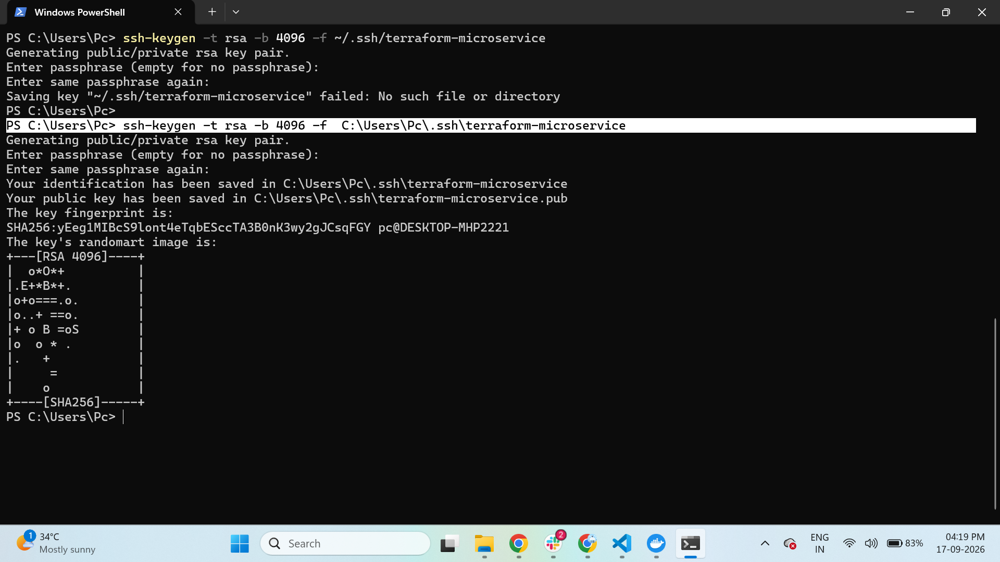 Windows PowerShell
PS C:\Users\Pc> ssh-keygen -t rsa -b 4096 -f ~/.ssh/terraform-microservice
Generating public/private rsa key pair.
Enter passphrase (empty for no passphrase):
Enter same passphrase again:
Saving key "~/.ssh/terraform-microservice" failed: No such file or directory
PS C:\Users\Pc>
PS C:\Users\Pc> ssh-keygen -t rsa -b 4096 -f  C:\Users\Pc\.ssh\terraform-microservice
Generating public/private rsa key pair.
Enter passphrase (empty for no passphrase):
Enter same passphrase again:
Your identification has been saved in C:\Users\Pc\.ssh\terraform-microservice
Your public key has been saved in C:\Users\Pc\.ssh\terraform-microservice.pub
The key fingerprint is:
SHA256:yEeg1MIBcS9lont4eTqbESccTA3B0nK3wy2gJCsqFGY pc@DESKTOP-MHP2221
The key's randomart image is:
+---[RSA 4096]----+
|  o*O*+          |
|.E+*B*+.         |
|o+o===.o.        |
|o..+ ==o.        |
|+ o B =oS        |
|o  o * .         |
|.   +            |
|     =           |
|    o            |
+----[SHA256]-----+
PS C:\Users\Pc>
1
34°C
Mostly sunny
Search
2
ENG
IN
83%
04:19 PM
17-09-2026